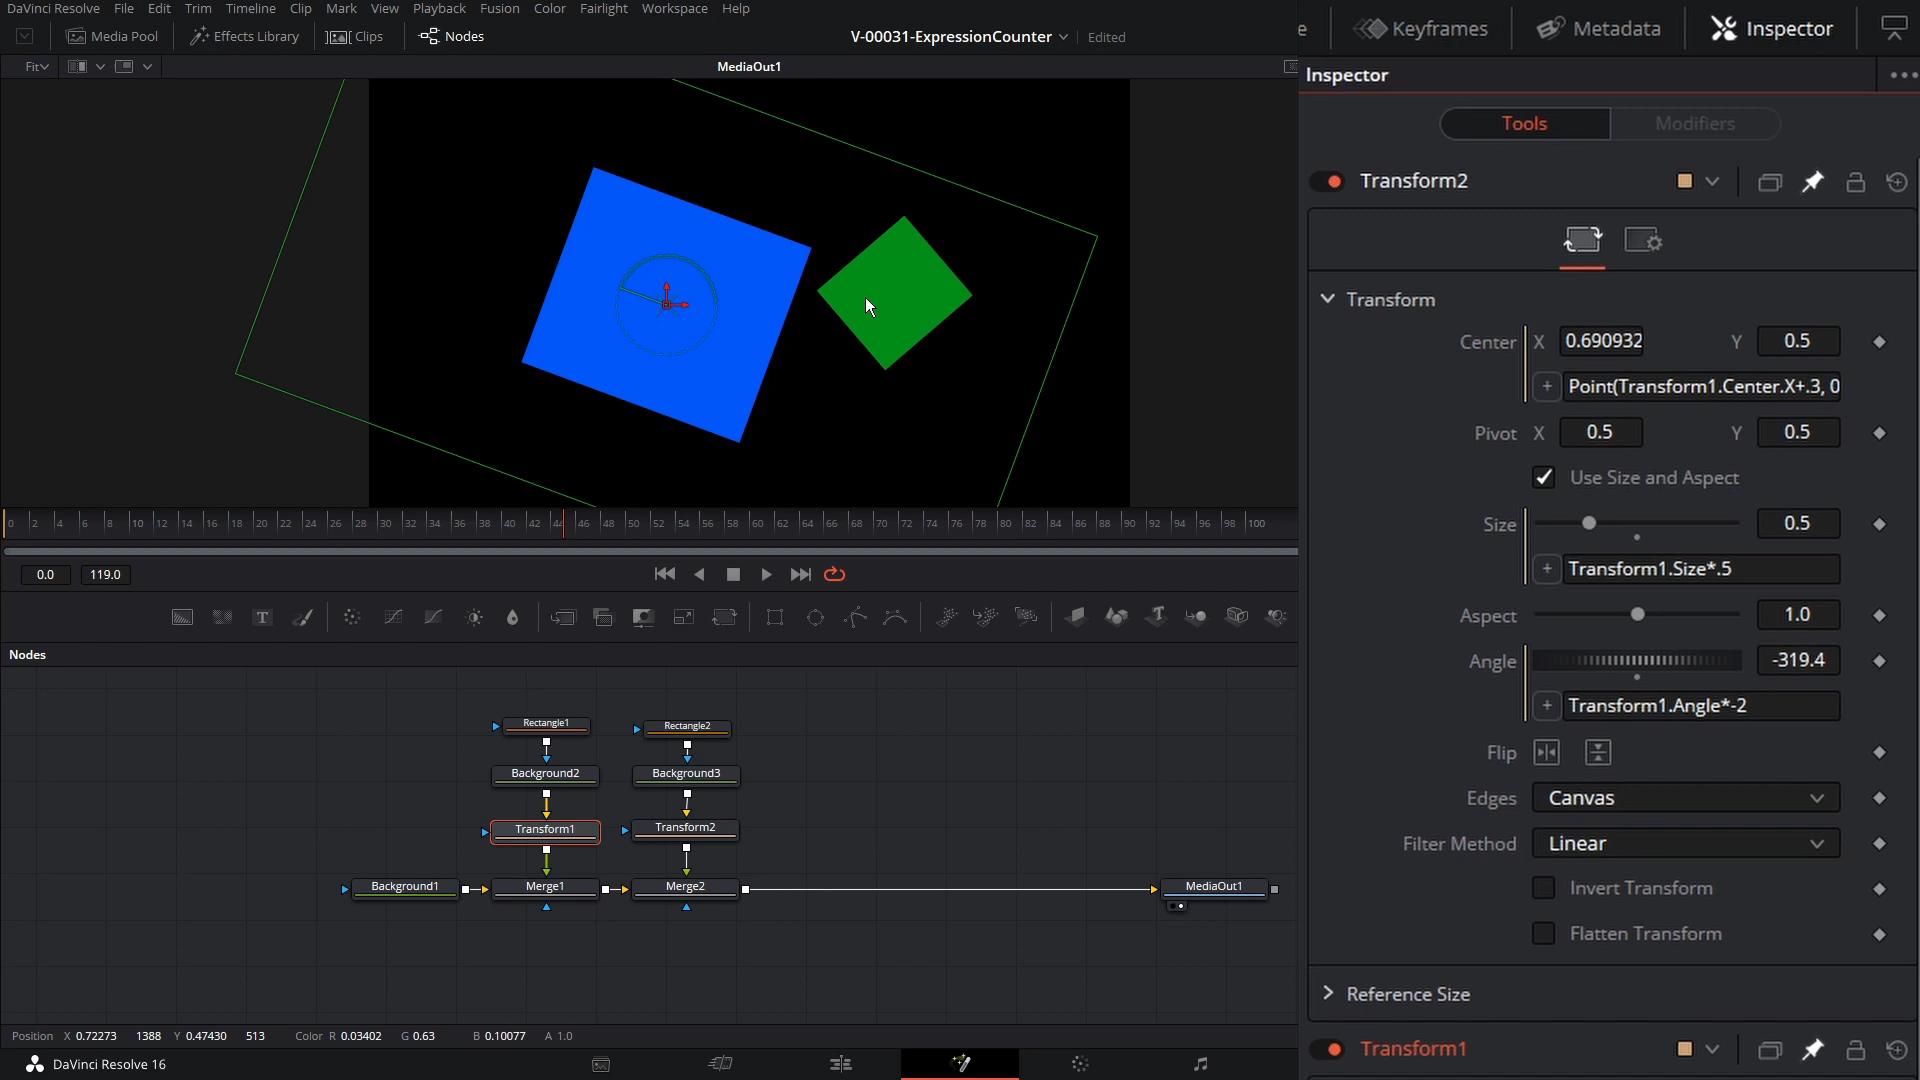 DaVinci Resolve File Edit Trim Timeline Clip Mark View Playback Fusion Color Fairlight Workspace Help
Media Pool Effects Library Clips Nodes V-00031-ExpressionCounter Edited
e Keyframes Metadata Inspector
Fit MediaOut1
Inspector
Tools Modifiers
Transform2
Transform
Center X 0.690932 Y 0.5
Point(Transform1.Center.X+.3, 0
Pivot X 0.5 Y 0.5
Use Size and Aspect
Size 0.5
Transform1.Size*.5
Aspect 1.0
Angle -319.4
Transform1.Angle*-2
Flip
Edges Canvas
Filter Method Linear
Invert Transform
Flatten Transform
Reference Size
Transform1
0 2 4 6 8 10 12 14 16 18 20 22 24 26 28 30 32 34 36 38 40 42 44 46 48 50 52 54 56 58 60 62 64 66 68 70 72 74 76 78 80 82 84 86 88 90 92 94 96 98 100
0.0 119.0
Nodes
Rectangle1 Rectangle2
Background2 Background3
Transform1 Transform2
Background1 Merge1 Merge2 MediaOut1
Position X 0.72273 1388 Y 0.47430 513 Color R 0.03402 G 0.63 B 0.10077 A 1.0
DaVinci Resolve 16